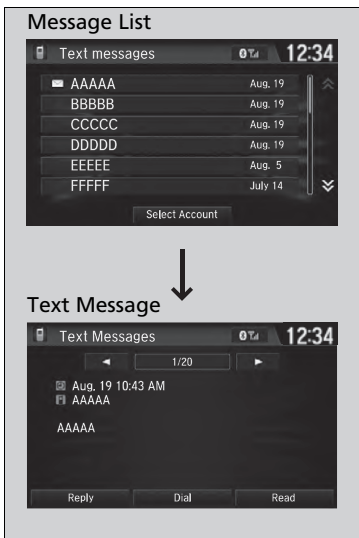 Message List
Text messages 12:34
AAAAA Aug. 19
BBBBB Aug. 19
CCCCC Aug. 19
DDDDD Aug. 19
EEEEE Aug. 5
FFFFF July 14
Select Account
Text Message
Text Messages 12:34
1/20
Aug. 19 10:43 AM
AAAAA
AAAAA
Reply Dial Read